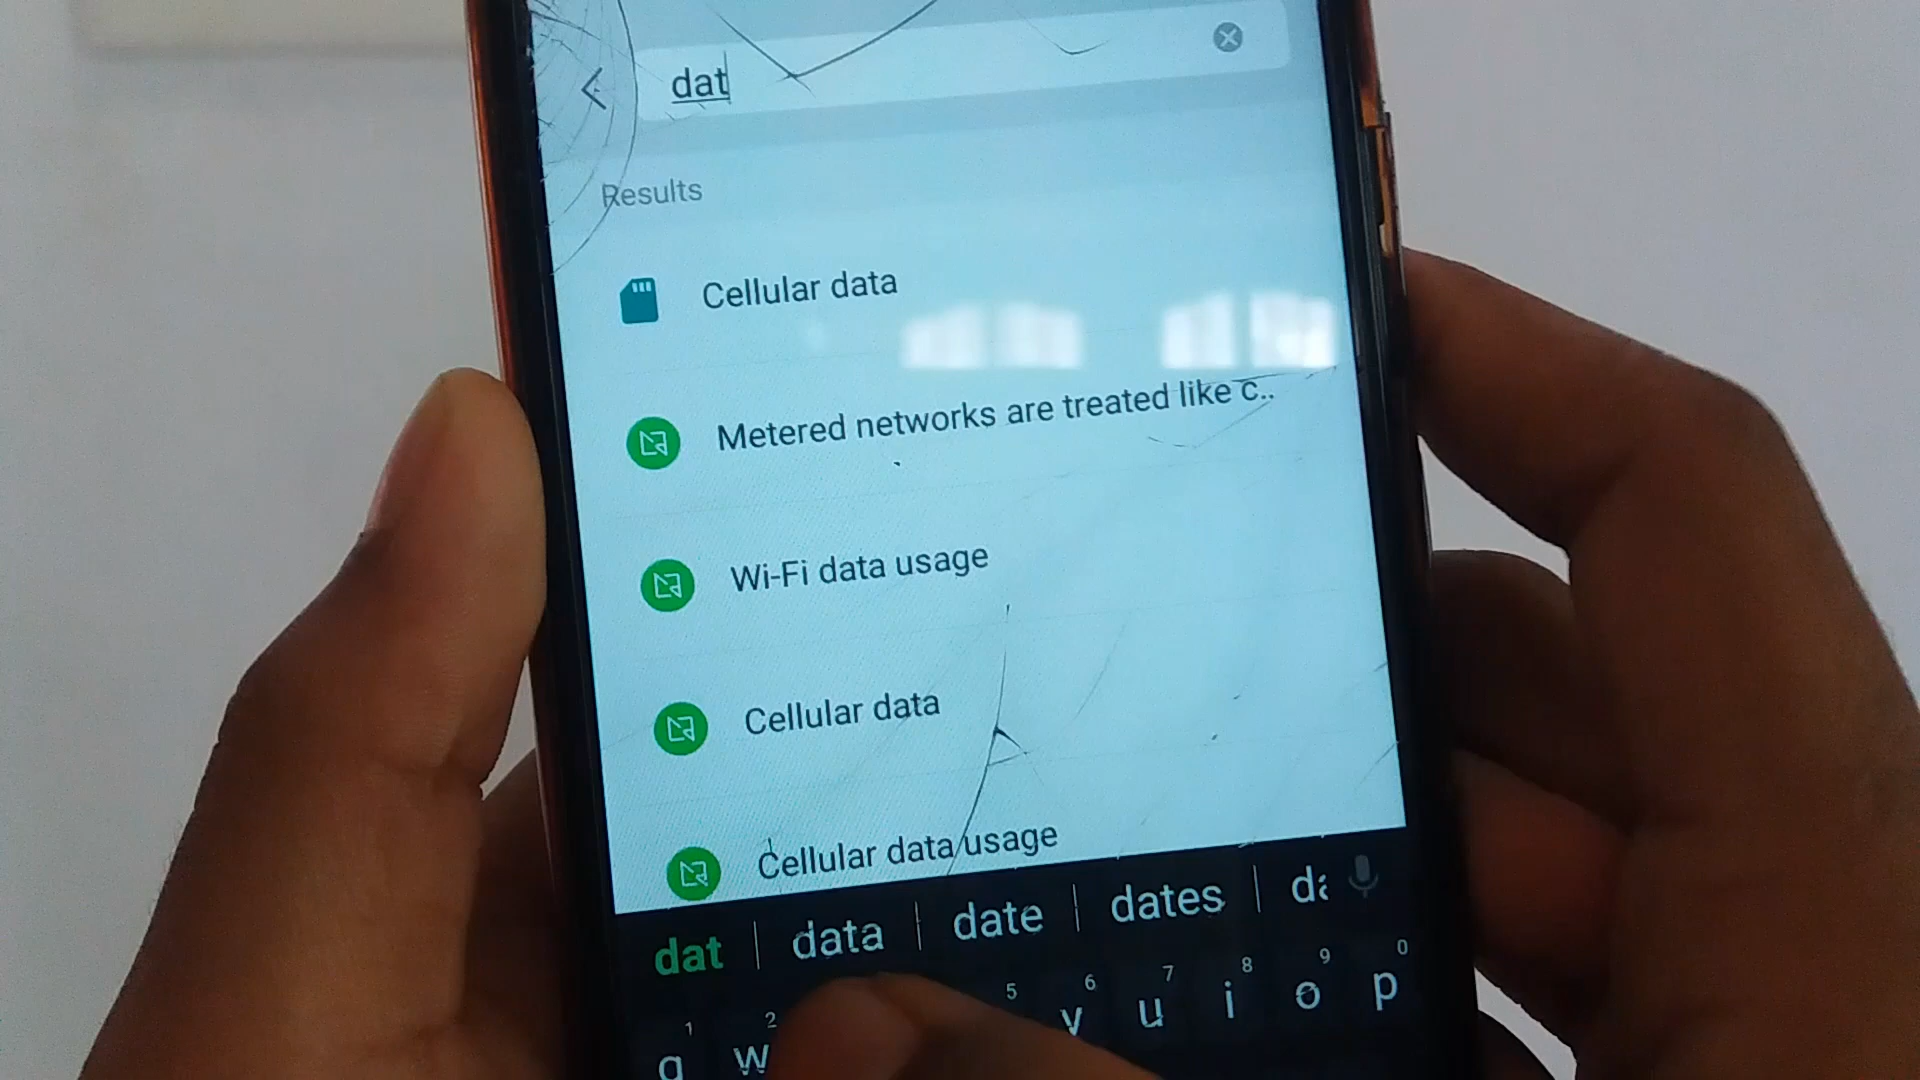 dat
Results
Cellular data
Metered networks are treated like c..
Wi-Fi data usage
Cellular data
Cellular data usage
dat data date dates da
1 2 5 6 7 8 9 0
q w y u i o p